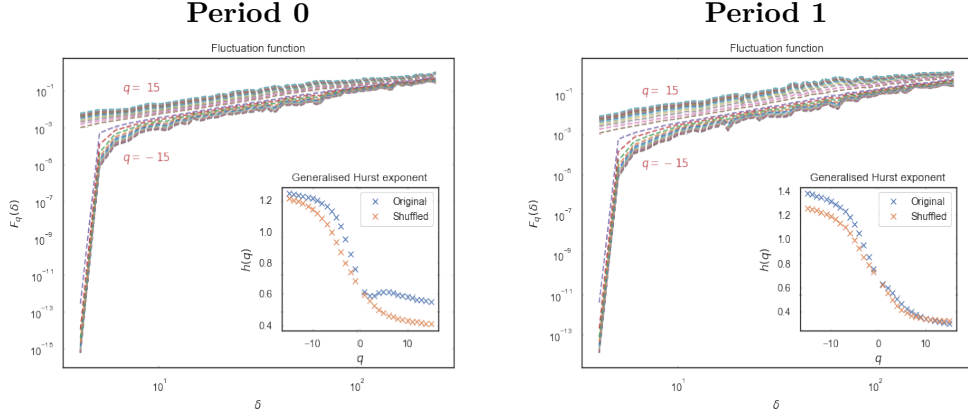 Period 0
Fluctuation function
q = 15
q = −15
10^−1
10^−3
10^−5
10^−7
10^−9
10^−11
10^−13
10^−15
F_q(δ)
10^1
10^2
δ
Generalised Hurst exponent
Original
Shuffled
1.2
1.0
0.8
0.6
0.4
h(q)
−10
0
10
q
Period 1
Fluctuation function
q = 15
q = −15
10^−1
10^−3
10^−5
10^−7
10^−9
10^−11
10^−13
F_q(δ)
10^1
10^2
δ
Generalised Hurst exponent
Original
Shuffled
1.4
1.2
1.0
0.8
0.6
0.4
h(q)
−10
0
10
q